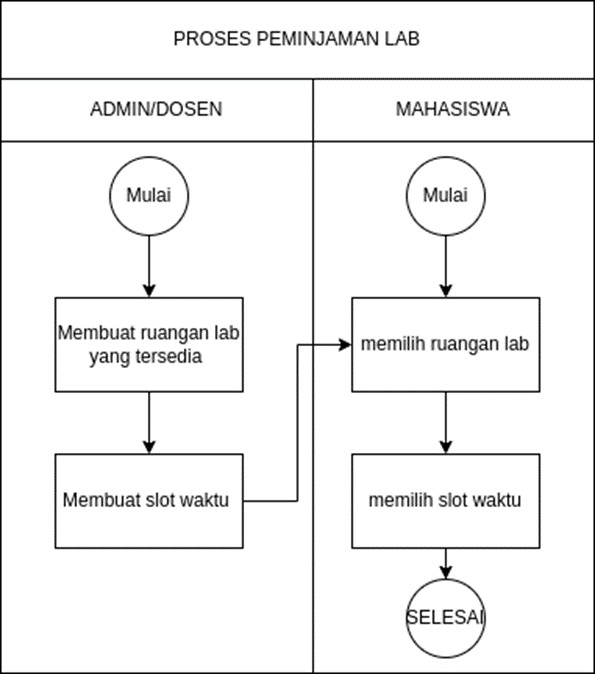 PROSES PEMINJAMAN LAB
ADMIN/DOSEN
MAHASISWA
Mulai
Membuat ruangan lab
yang tersedia
Membuat slot waktu
Mulai
memilih ruangan lab
memilih slot waktu
SELESAI